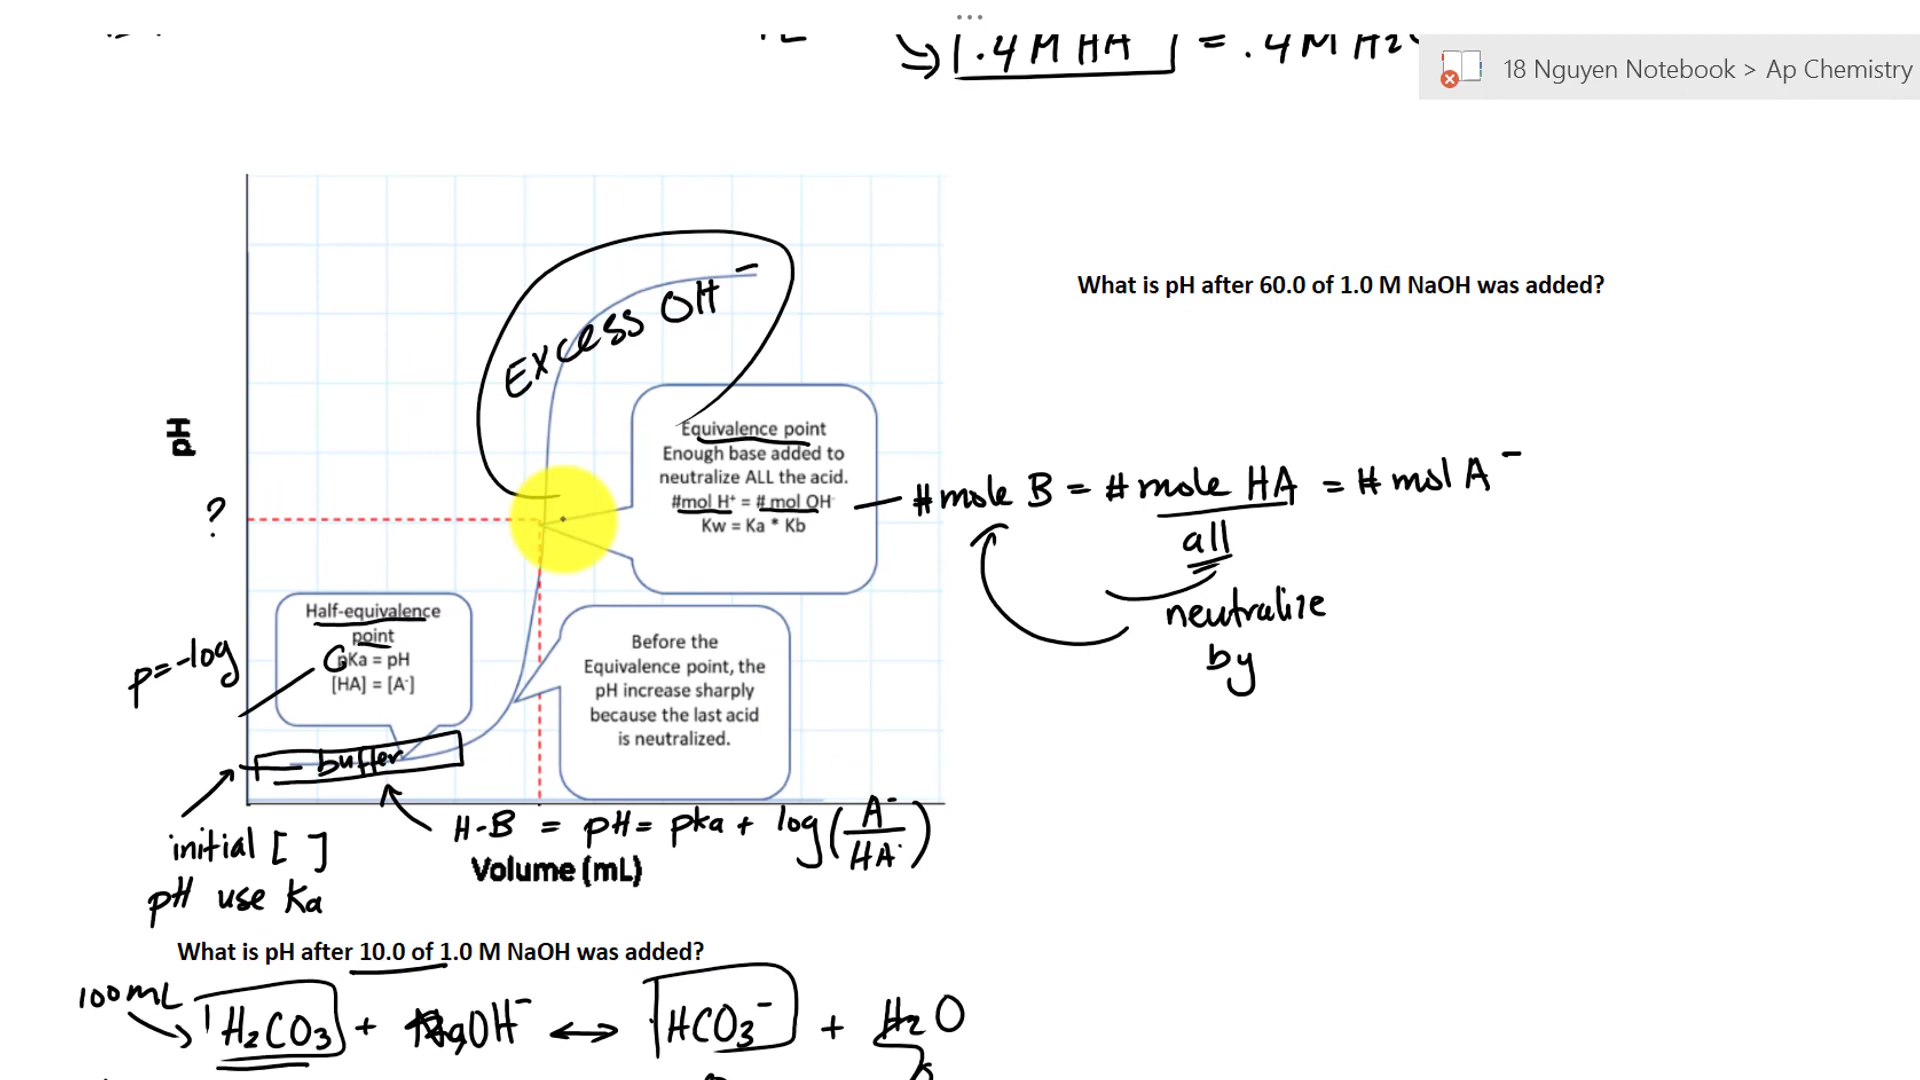 .4 M HA = .4 M H2
18 Nguyen Notebook > Ap Chemistry
What is pH after 60.0 of 1.0 M NaOH was added?
Excess OH⁻
pH
?
Equivalence point
Enough base added to
neutralize ALL the acid.
#mol H⁺ = # mol OH⁻
Kw = Ka * Kb
#mole B = #mole HA = # mol A⁻
all
neutralize
by
Half-equivalence
point
pKa = pH
[HA] = [A⁻]
p=-log
Before the
Equivalence point, the
pH increase sharply
because the last acid
is neutralized.
buffer
H-B = pH = pka + log(A⁻/HA)
Volume (mL)
initial [ ]
pH use Ka
What is pH after 10.0 of 1.0 M NaOH was added?
100mL
H₂CO₃ + OH⁻ ↔ HCO₃⁻ + H₂O